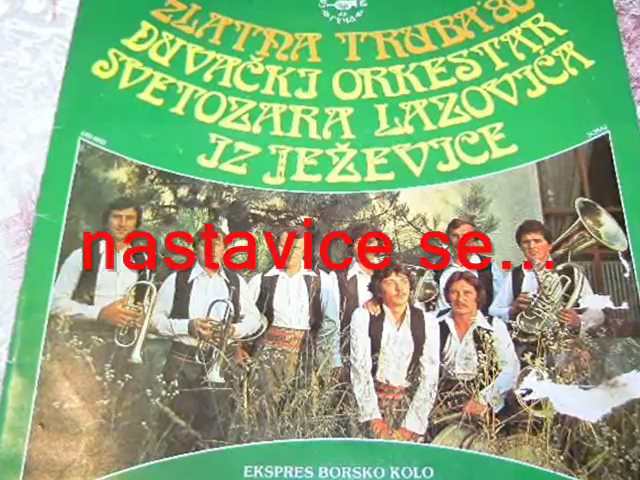 ZLATNA TRUBA '80
DUVAČKI ORKESTAR
SVETOZARA LAZOVIĆA
IZ JEŽEVICE
nastavice se...
EKSPRES BORSKO KOLO